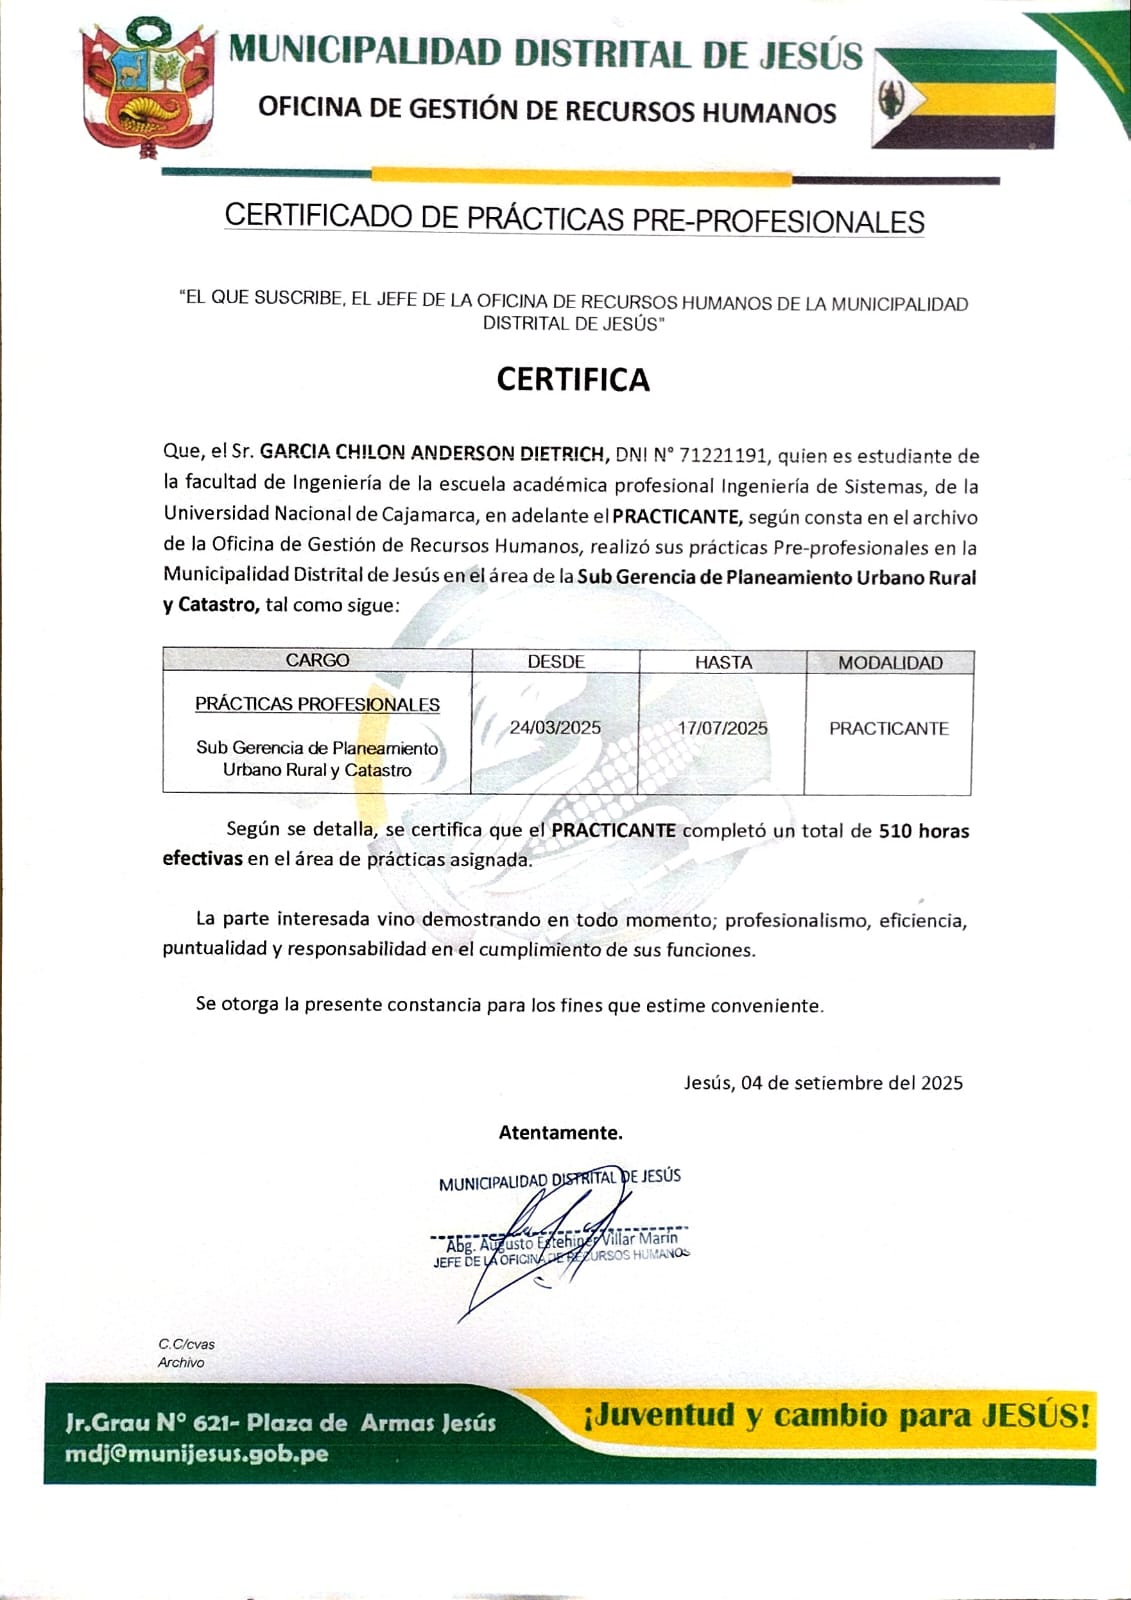 MUNICIPALIDAD DISTRITAL DE JESÚS
OFICINA DE GESTIÓN DE RECURSOS HUMANOS
CERTIFICADO DE PRÁCTICAS PRE-PROFESIONALES
"EL QUE SUSCRIBE, EL JEFE DE LA OFICINA DE RECURSOS HUMANOS DE LA MUNICIPALIDAD
DISTRITAL DE JESÚS"
CERTIFICA
Que, el Sr. GARCIA CHILON ANDERSON DIETRICH, DNI N° 71221191, quien es estudiante de
la facultad de Ingeniería de la escuela académica profesional Ingeniería de Sistemas, de la
Universidad Nacional de Cajamarca, en adelante el PRACTICANTE, según consta en el archivo
de la Oficina de Gestión de Recursos Humanos, realizó sus prácticas Pre-profesionales en la
Municipalidad Distrital de Jesús en el área de la Sub Gerencia de Planeamiento Urbano Rural
y Catastro, tal como sigue:
CARGO DESDE HASTA MODALIDAD
PRÁCTICAS PROFESIONALES
24/03/2025 17/07/2025 PRACTICANTE
Sub Gerencia de Planeamiento
Urbano Rural y Catastro
Según se detalla, se certifica que el PRACTICANTE completó un total de 510 horas
efectivas en el área de prácticas asignada.
La parte interesada vino demostrando en todo momento; profesionalismo, eficiencia,
puntualidad y responsabilidad en el cumplimiento de sus funciones.
Se otorga la presente constancia para los fines que estime conveniente.
Jesús, 04 de setiembre del 2025
Atentamente.
MUNICIPALIDAD DISTRITAL DE JESÚS
Abg. Augusto Estehiner Villar Marín
JEFE DE LA OFICINA DE RECURSOS HUMANOS
C.C/cvas
Archivo
Jr.Grau N° 621- Plaza de Armas Jesús
mdj@munijesus.gob.pe
¡Juventud y cambio para JESÚS!